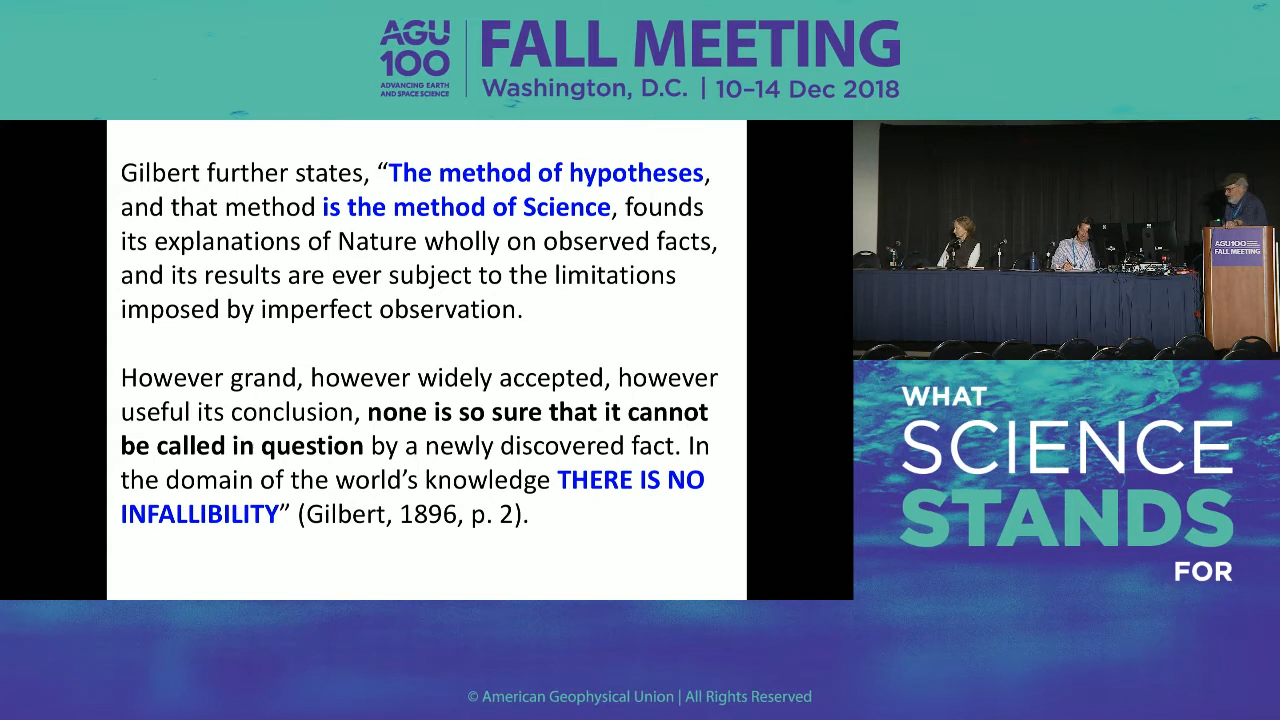 AGU
100
ADVANCING EARTH
AND SPACE SCIENCE
FALL MEETING
Washington, D.C. | 10–14 Dec 2018
Gilbert further states, “The method of hypotheses,
and that method is the method of Science, founds
its explanations of Nature wholly on observed facts,
and its results are ever subject to the limitations
imposed by imperfect observation.
However grand, however widely accepted, however
useful its conclusion, none is so sure that it cannot
be called in question by a newly discovered fact. In
the domain of the world’s knowledge THERE IS NO
INFALLIBILITY” (Gilbert, 1896, p. 2).
AGU100
FALL MEETING
WHAT
SCIENCE
STANDS
FOR
© American Geophysical Union | All Rights Reserved